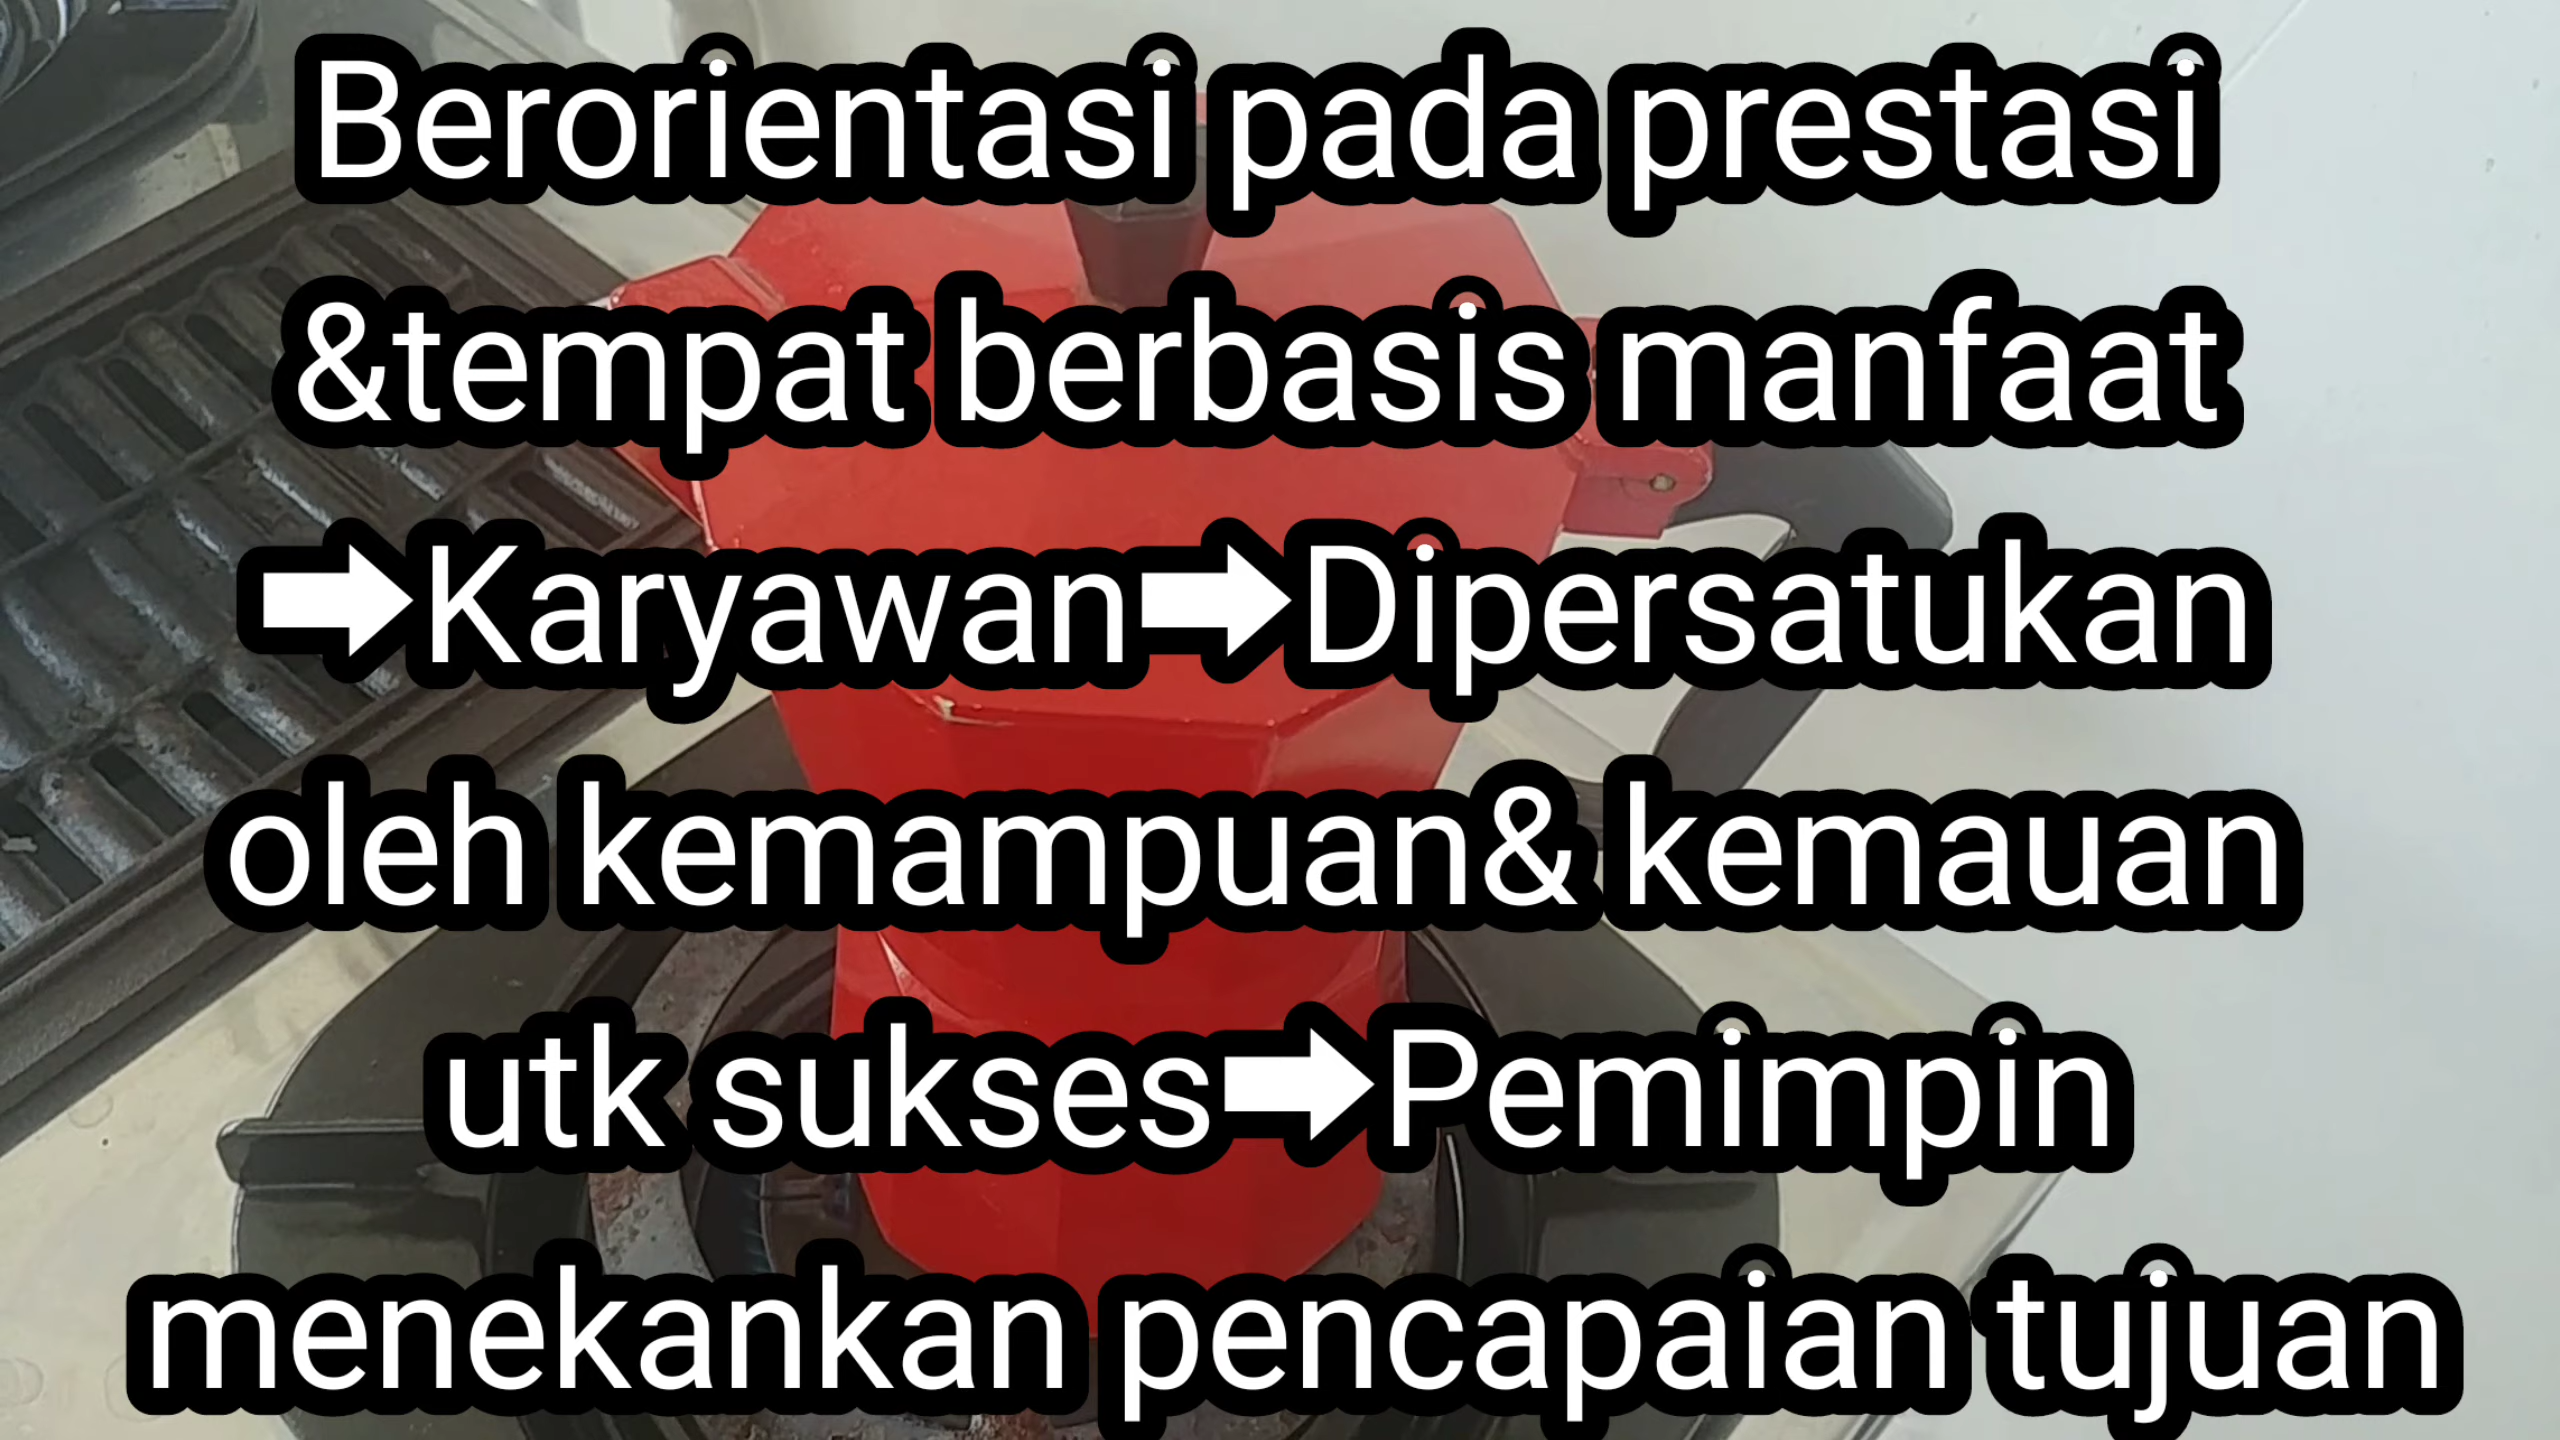 Berorientasi pada prestasi
&tempat berbasis manfaat
➡Karyawan➡Dipersatukan
oleh kemampuan& kemauan
utk sukses➡Pemimpin
menekankan pencapaian tujuan